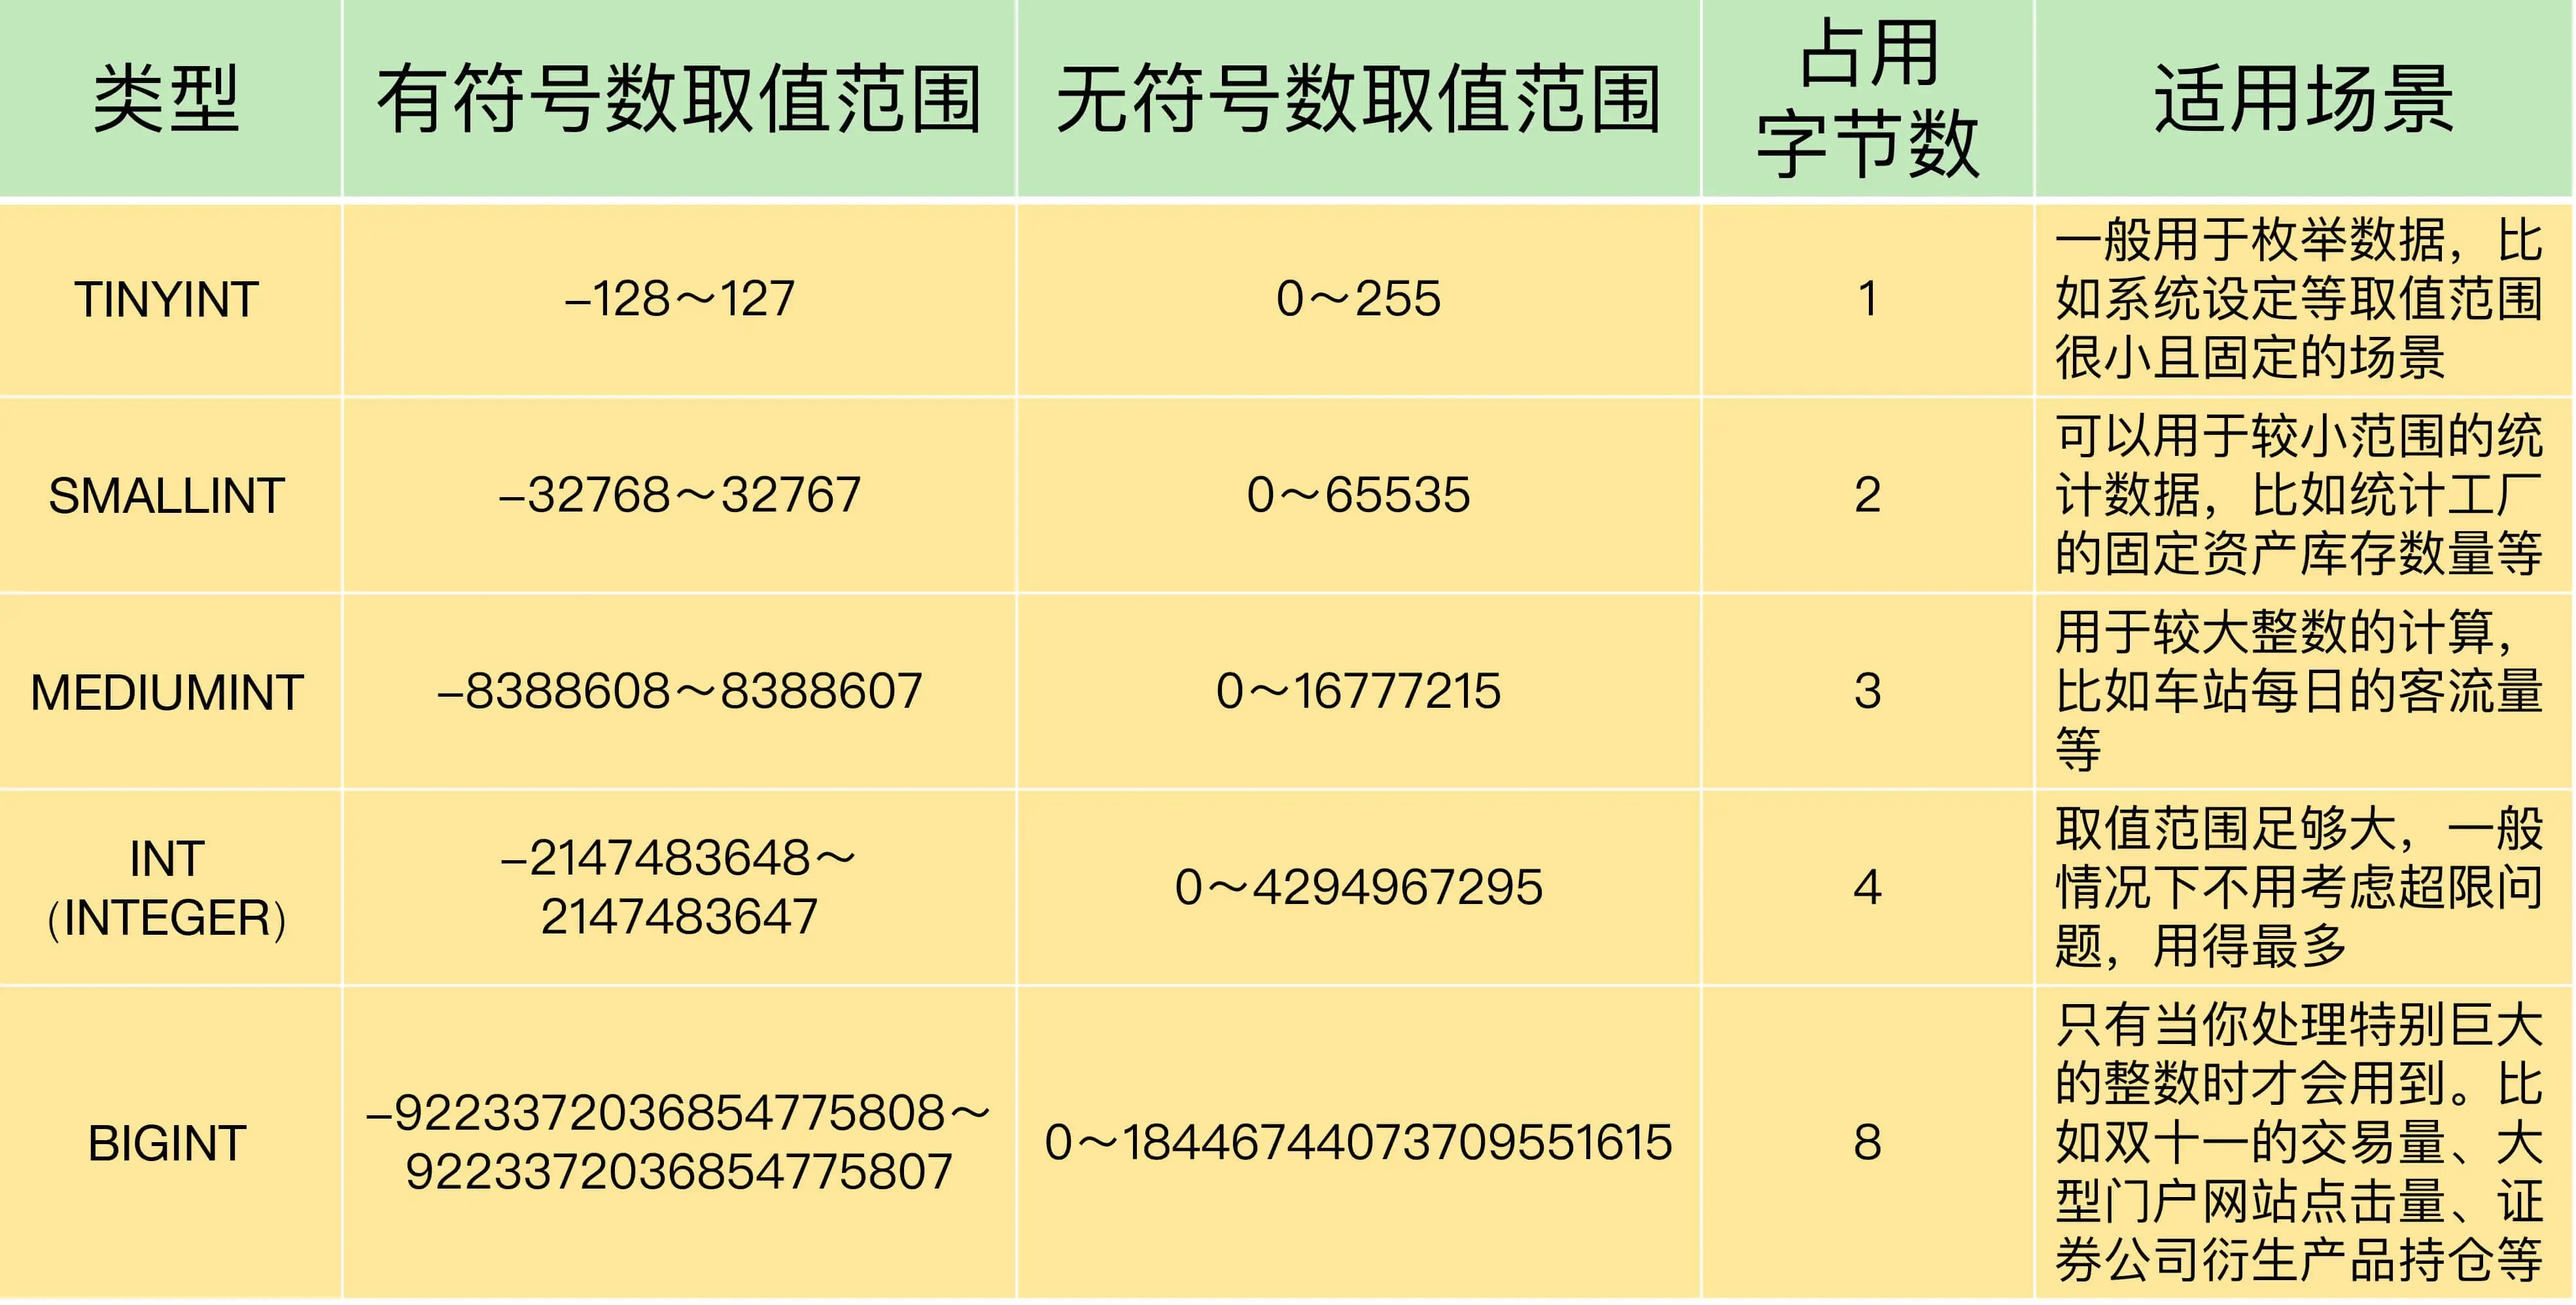 类型
有符号数取值范围
无符号数取值范围
占用
字节数
适用场景
TINYINT
-128～127
0～255
1
一般用于枚举数据，比
如系统设定等取值范围
很小且固定的场景
SMALLINT
-32768～32767
0～65535
2
可以用于较小范围的统
计数据，比如统计工厂
的固定资产库存数量等
MEDIUMINT
-8388608～8388607
0～16777215
3
用于较大整数的计算，
比如车站每日的客流量
等
INT
（INTEGER）
-2147483648～
2147483647
0～4294967295
4
取值范围足够大，一般
情况下不用考虑超限问
题，用得最多
BIGINT
-9223372036854775808～
9223372036854775807
0～18446744073709551615
8
只有当你处理特别巨大
的整数时才会用到。比
如双十一的交易量、大
型门户网站点击量、证
券公司衍生产品持仓等